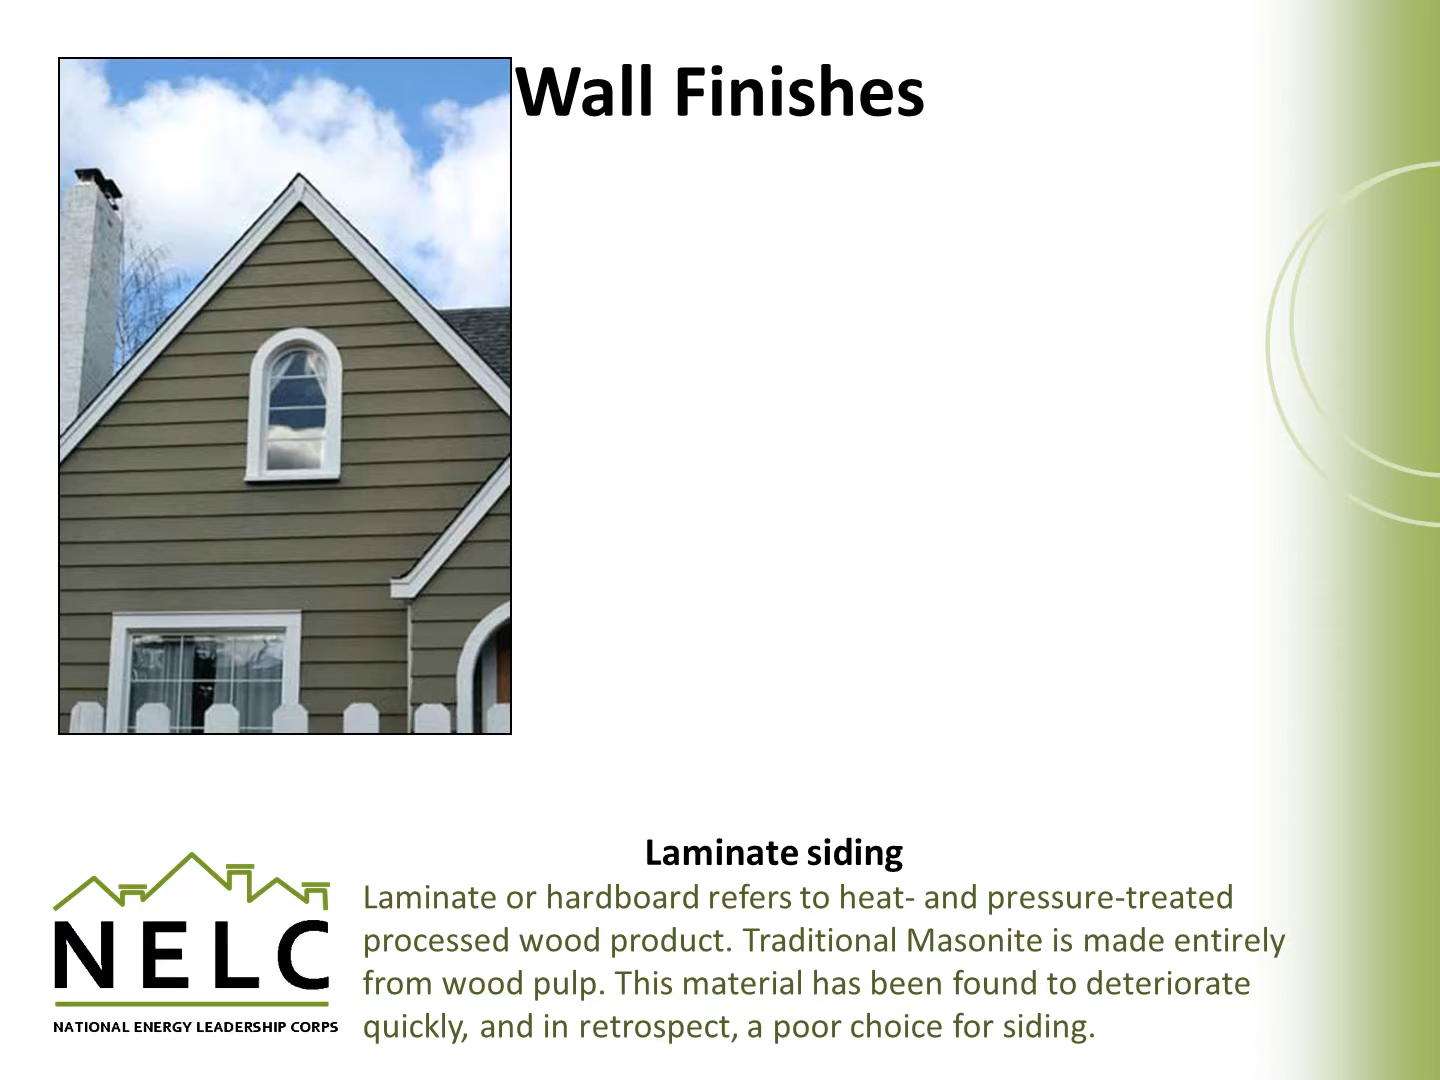 Wall Finishes
Laminate siding
Laminate or hardboard refers to heat- and pressure-treated
processed wood product. Traditional Masonite is made entirely
from wood pulp. This material has been found to deteriorate
quickly, and in retrospect, a poor choice for siding.
NELC
NATIONAL ENERGY LEADERSHIP CORPS